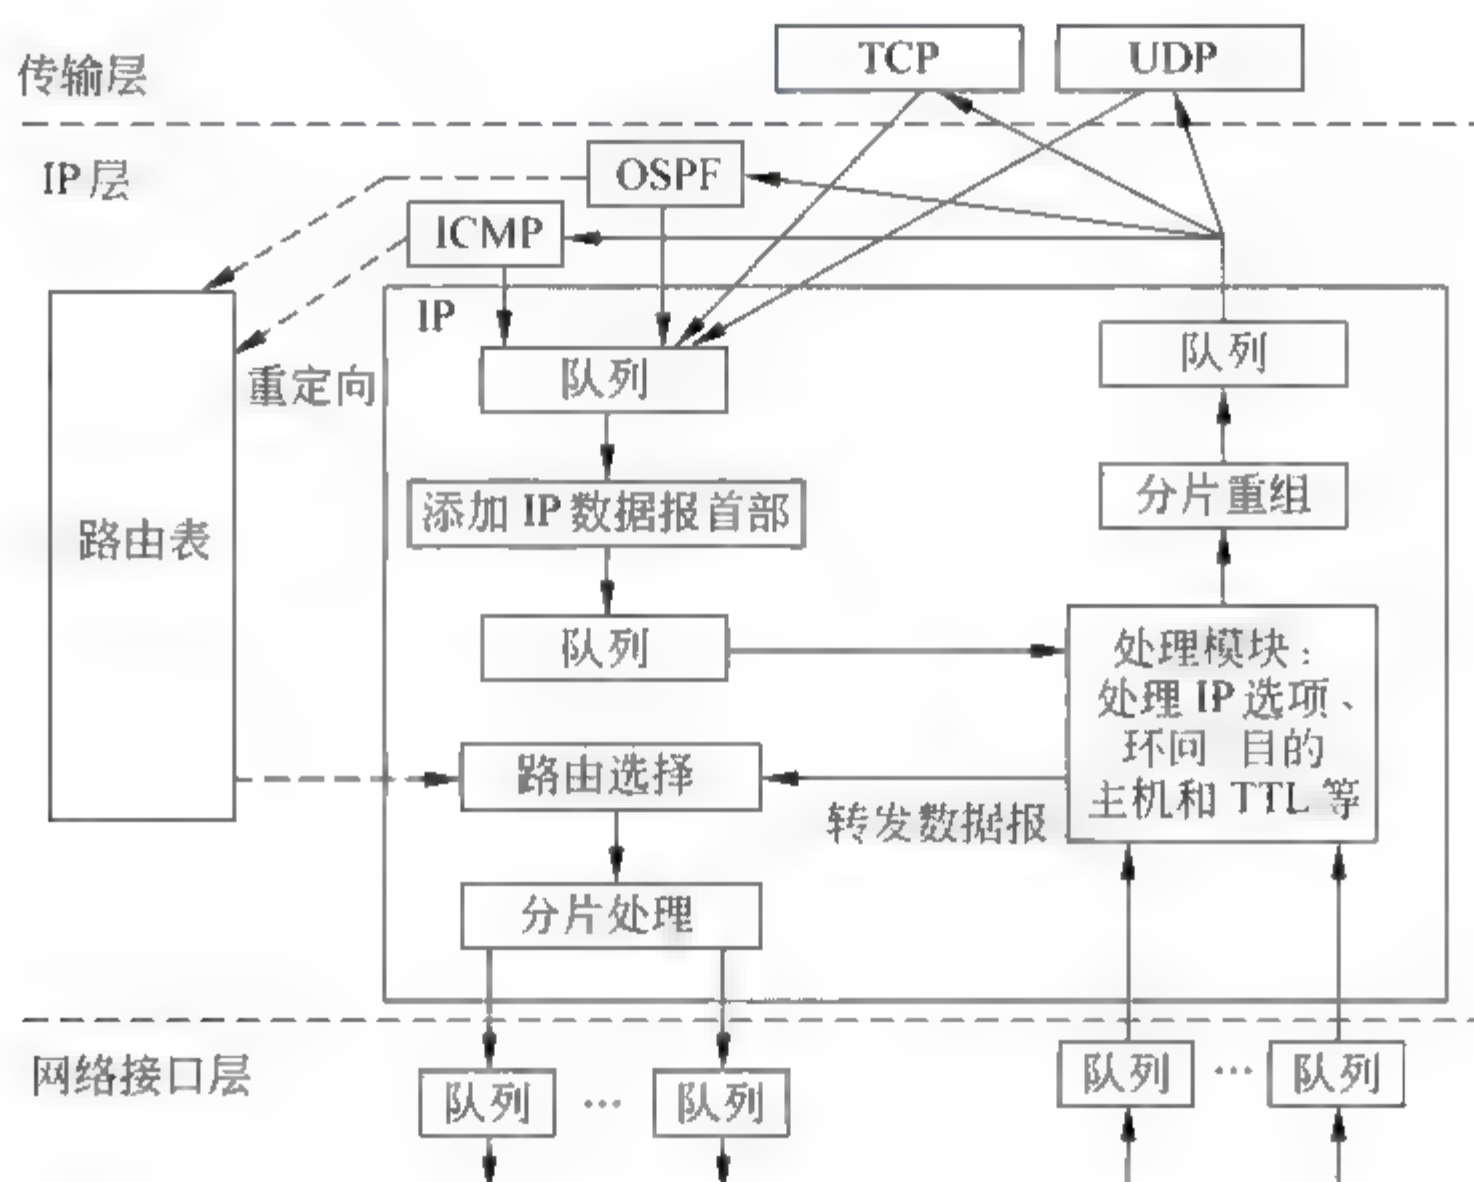 传输层
TCP
UDP
IP层
OSPF
ICMP
IP
重定向
队列
队列
添加 IP 数据报首部
分片重组
路由表
队列
处理模块：
处理 IP 选项、
环问 目的
主机和 TTL 等
路由选择
转发数据报
分片处理
网络接口层
队列
…
队列
队列
…
队列